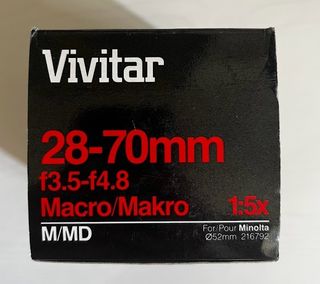 Vivitar
28-70mm
f3.5-f4.8
Macro/Makro 1:5x
M/MD For/Pour Minolta
Ø52mm 216792